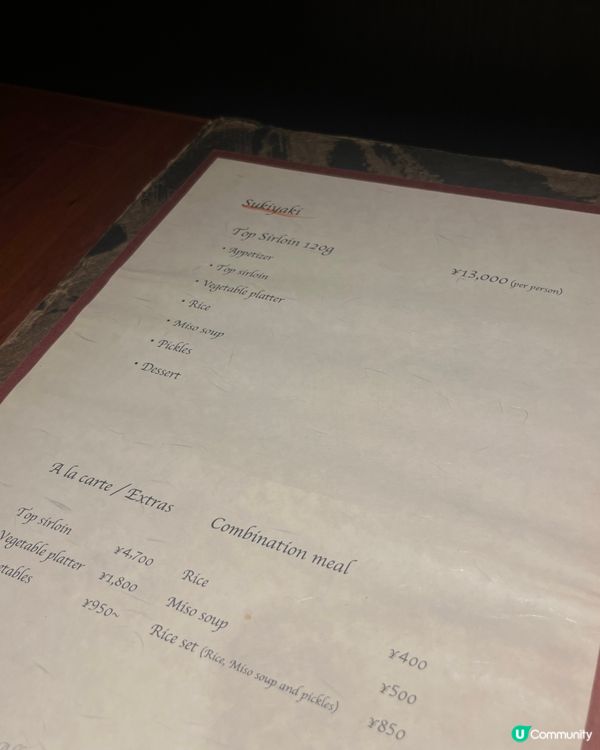 Sukiyaki
Top Sirloin 120g
• Appetizer
• Top sirloin
• Vegetable platter
• Rice
• Miso soup
• Pickles
• Dessert
¥13,000 (per person)
A la carte / Extras
Top sirloin ¥4,700
Vegetable platter ¥1,800
etables ¥950~
Combination meal
Rice ¥400
Miso soup ¥500
Rice set (Rice, Miso soup and pickles) ¥850
U Community